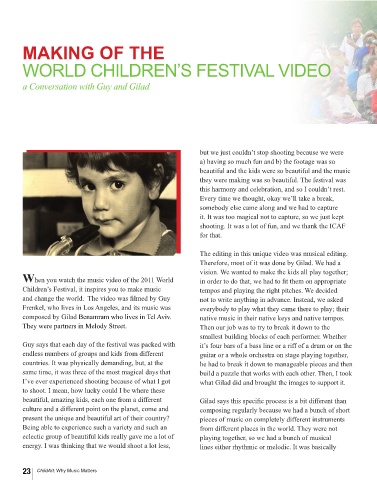 MAKING OF THE
WORLD CHILDREN'S FESTIVAL VIDEO
a Conversation with Guy and Gilad
When you watch the music video of the 2011 World
Children's Festival, it inspires you to make music
and change the world. The video was filmed by Guy
Frenkel, who lives in Los Angeles, and its music was
composed by Gilad Benamram who lives in Tel Aviv.
They were partners in Melody Street.
Guy says that each day of the festival was packed with
endless numbers of groups and kids from different
countries. It was physically demanding, but, at the
same time, it was three of the most magical days that
I've ever experienced shooting because of what I got
to shoot. I mean, how lucky could I be where these
beautiful, amazing kids, each one from a different
culture and a different point on the planet, come and
present the unique and beautiful art of their country?
Being able to experience such a variety and such an
eclectic group of beautiful kids really gave me a lot of
energy. I was thinking that we would shoot a lot less,
but we just couldn't stop shooting because we were
a) having so much fun and b) the footage was so
beautiful and the kids were so beautiful and the music
they were making was so beautiful. The festival was
this harmony and celebration, and so I couldn't rest.
Every time we thought, okay we'll take a break,
somebody else came along and we had to capture
it. It was too magical not to capture, so we just kept
shooting. It was a lot of fun, and we thank the ICAF
for that.
The editing in this unique video was musical editing.
Therefore, most of it was done by Gilad. We had a
vision. We wanted to make the kids all play together;
in order to do that, we had to fit them on appropriate
tempos and playing the right pitches. We decided
not to write anything in advance. Instead, we asked
everybody to play what they came there to play; their
native music in their native keys and native tempos.
Then our job was to try to break it down to the
smallest building blocks of each performer. Whether
it's four bars of a bass line or a riff of a drum or on the
guitar or a whole orchestra on stage playing together,
he had to break it down to manageable pieces and then
build a puzzle that works with each other. Then, I took
what Gilad did and brought the images to support it.
Gilad says this specific process is a bit different than
composing regularly because we had a bunch of short
pieces of music on completely different instruments
from different places in the world. They were not
playing together, so we had a bunch of musical
lines either rhythmic or melodic. It was basically
23 ChildArt Why Music Matters